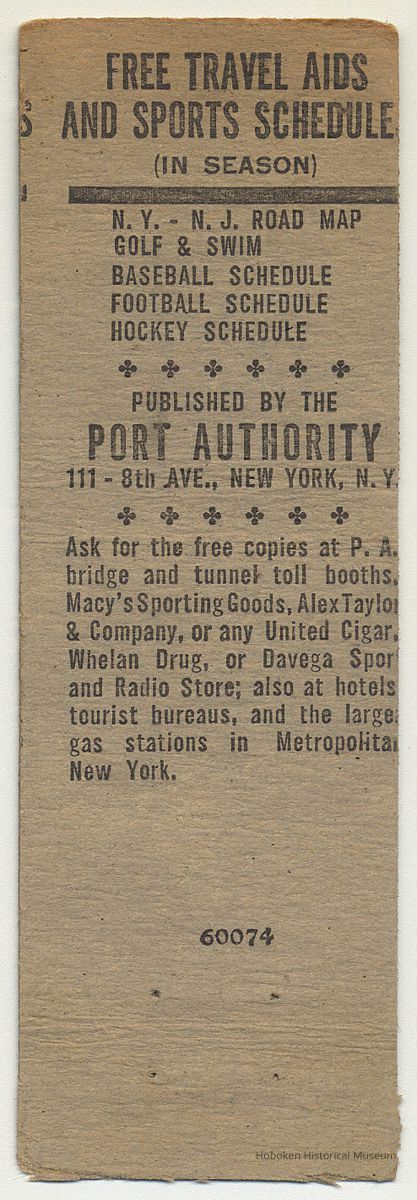 FREE TRAVEL AIDS
AND SPORTS SCHEDULE
(IN SEASON)
N. Y. - N. J. ROAD MAP
GOLF & SWIM
BASEBALL SCHEDULE
FOOTBALL SCHEDULE
HOCKEY SCHEDULE
PUBLISHED BY THE
PORT AUTHORITY
111 - 8th AVE., NEW YORK, N. Y.
Ask for the free copies at P. A.
bridge and tunnel toll booths,
Macy's Sporting Goods, Alex Taylor
& Company, or any United Cigar,
Whelan Drug, or Davega Spor
and Radio Store; also at hotels
tourist bureaus, and the large
gas stations in Metropolita
New York.
60074
Hoboken Historical Museum